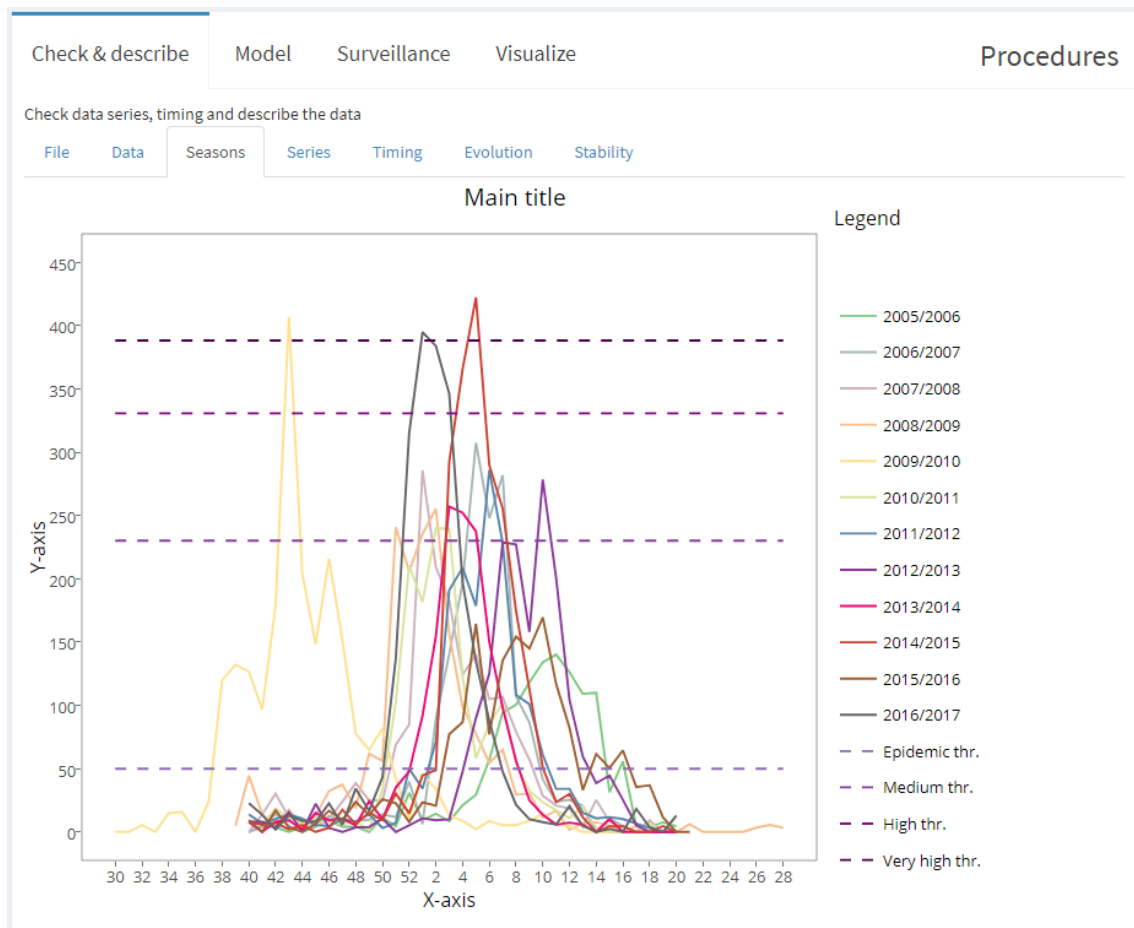 Check & describe Model Surveillance Visualize Procedures
Check data series, timing and describe the data
File Data Seasons Series Timing Evolution Stability
Main title
Legend
450
400
350
300
250
200
150
100
50
0
Y-axis
30 32 34 36 38 40 42 44 46 48 50 52 2 4 6 8 10 12 14 16 18 20 22 24 26 28
X-axis
2005/2006
2006/2007
2007/2008
2008/2009
2009/2010
2010/2011
2011/2012
2012/2013
2013/2014
2014/2015
2015/2016
2016/2017
Epidemic thr.
Medium thr.
High thr.
Very high thr.